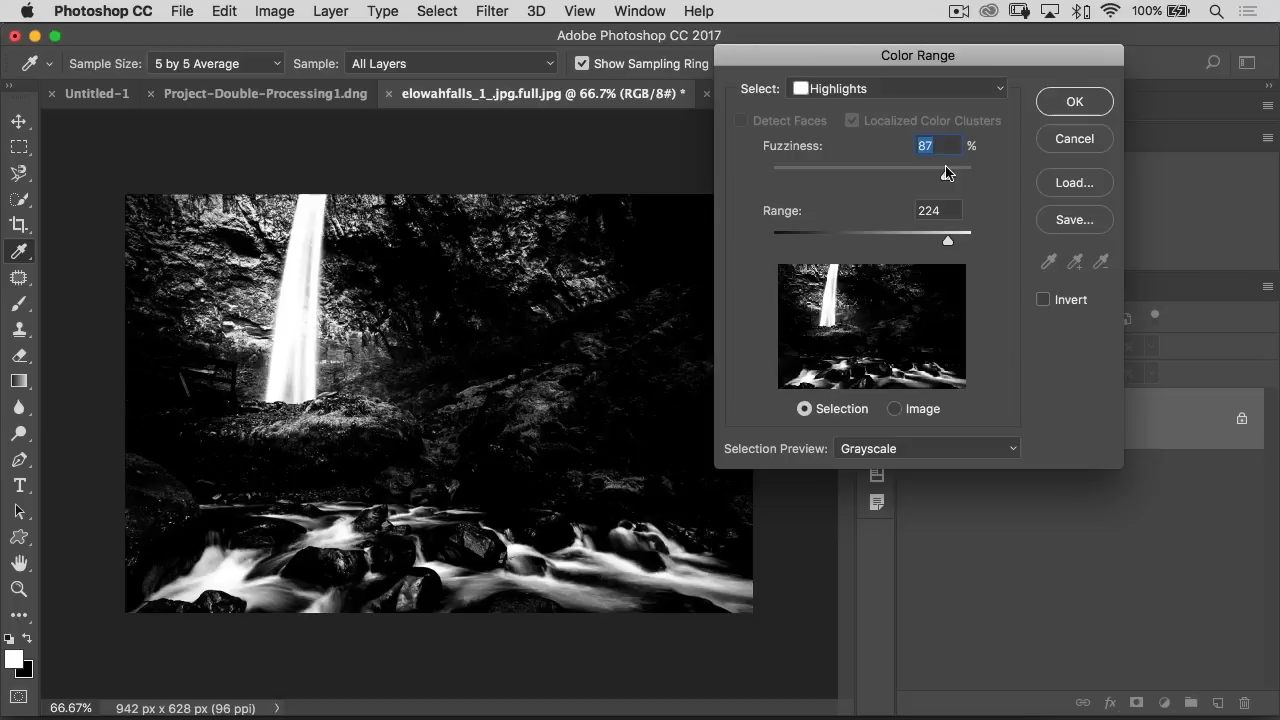 Photoshop CC File Edit Image Layer Type Select Filter 3D View Window Help 100%
Adobe Photoshop CC 2017
Sample Size: 5 by 5 Average Sample: All Layers Show Sampling Ring
Untitled-1 Project-Double-Processing1.dng elowahfalls_1_.jpg.full.jpg @ 66.7% (RGB/8#) *
Color Range
Select: Highlights
OK
Detect Faces Localized Color Clusters
Cancel
Fuzziness: 87 %
Load...
Range: 224
Save...
Invert
Selection Image
Selection Preview: Grayscale
T
fx
66.67% 942 px x 628 px (96 ppi)